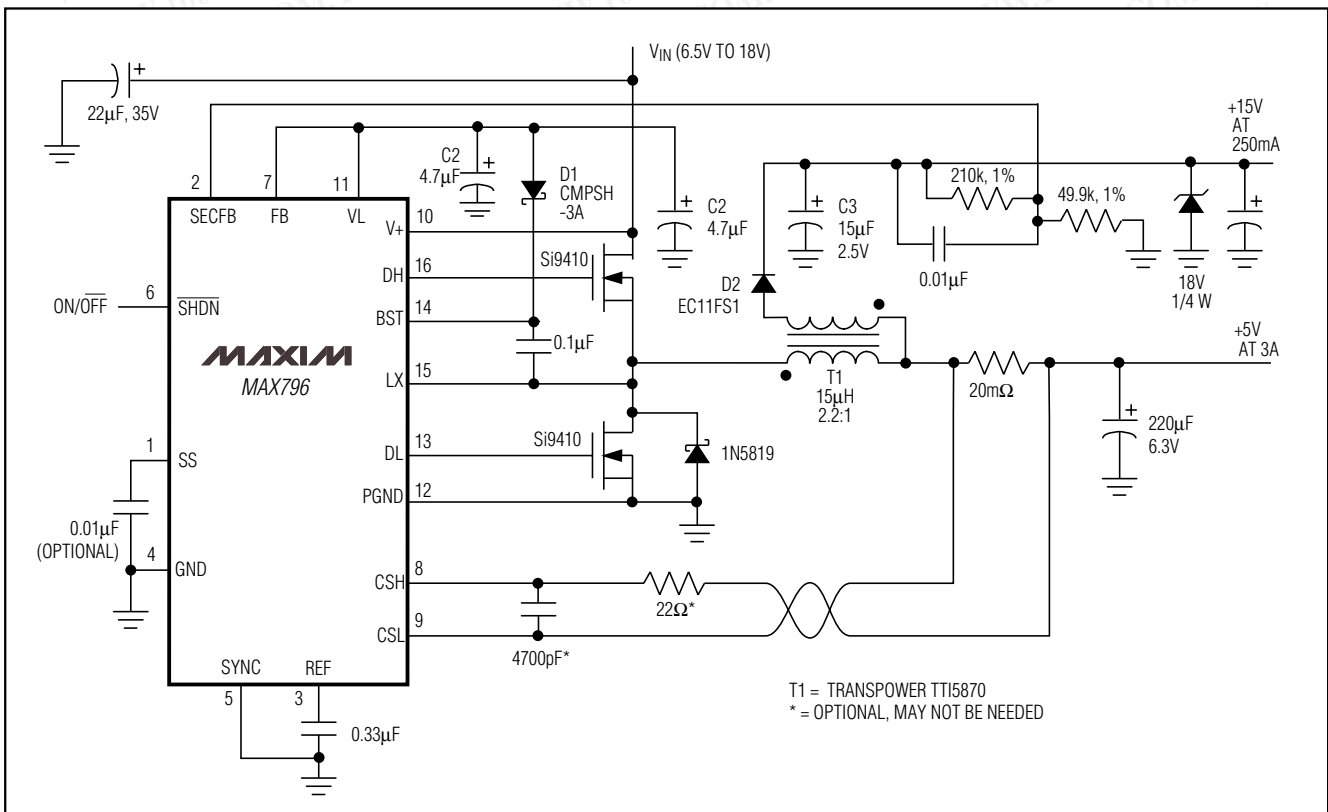 VIN (6.5V TO 18V)
22µF, 35V
+15V
AT
250mA
C2
4.7µF
D1
CMPSH
-3A
C2
4.7µF
210k, 1%
49.9k, 1%
C3
15µF
2.5V
0.01µF
18V
1/4 W
2
7
11
SECFB
FB
VL
V+
10
DH
16
Si9410
D2
EC11FS1
ON/OFF
6
SHDN
BST
14
0.1µF
MAXIM
MAX796
LX
15
T1
15µH
2.2:1
20mΩ
+5V
AT 3A
220µF
6.3V
1
SS
DL
13
Si9410
1N5819
PGND
12
0.01µF
(OPTIONAL)
4
GND
CSH
8
22Ω*
CSL
9
4700pF*
SYNC
REF
5
3
0.33µF
T1 = TRANSPOWER TTI5870
* = OPTIONAL, MAY NOT BE NEEDED